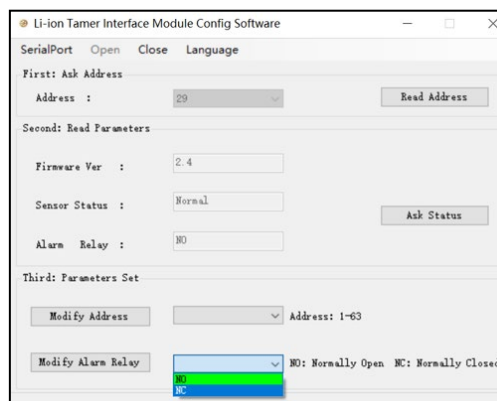 Li-ion Tamer Interface Module Config Software
SerialPort Open Close Language
First: Ask Address
Address : 29 Read Address
Second: Read Parameters
Firmware Ver : 2.4
Sensor Status : Normal
Ask Status
Alarm Relay : NO
Third: Parameters Set
Modify Address Address: 1-63
Modify Alarm Relay NO: Normally Open NC: Normally Closed
NO
NC